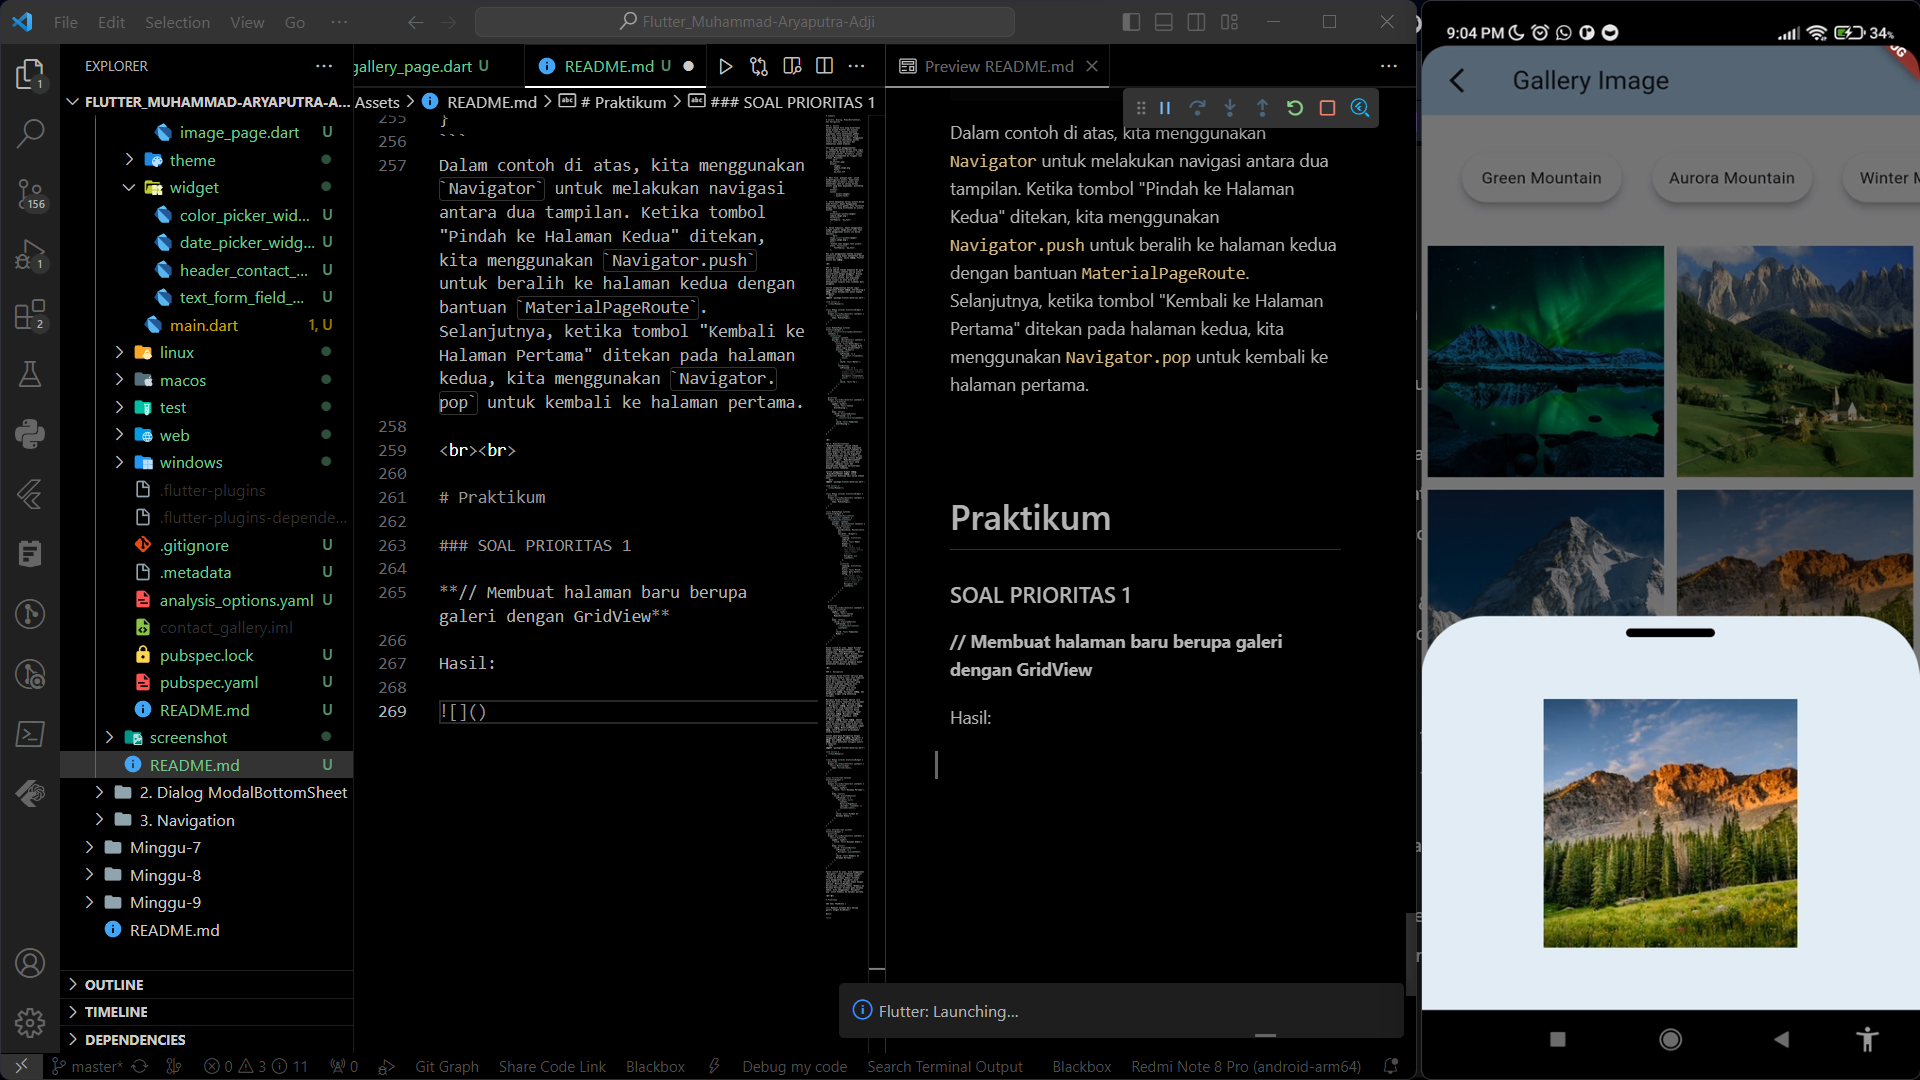 File Edit Selection View Go ···
Flutter_Muhammad-Aryaputra-Adji
EXPLORER
FLUTTER_MUHAMMAD-ARYAPUTRA-A...
image_page.dart U
theme
widget
color_picker_wid... U
date_picker_widg... U
header_contact_... U
text_form_field_... U
main.dart 1, U
linux
macos
test
web
windows
.flutter-plugins
.flutter-plugins-depende...
.gitignore U
.metadata U
analysis_options.yaml U
contact_gallery.iml
pubspec.lock U
pubspec.yaml U
README.md U
screenshot
README.md U
2. Dialog ModalBottomSheet
3. Navigation
Minggu-7
Minggu-8
Minggu-9
README.md
OUTLINE
TIMELINE
DEPENDENCIES
1
156
1
2
gallery_page.dart U
README.md U
Assets > README.md > # Praktikum > ### SOAL PRIORITAS 1
255 }
256 ```
257 Dalam contoh di atas, kita menggunakan
`Navigator` untuk melakukan navigasi
antara dua tampilan. Ketika tombol
"Pindah ke Halaman Kedua" ditekan,
kita menggunakan `Navigator.push`
untuk beralih ke halaman kedua dengan
bantuan `MaterialPageRoute`.
Selanjutnya, ketika tombol "Kembali ke
Halaman Pertama" ditekan pada halaman
kedua, kita menggunakan `Navigator.
pop` untuk kembali ke halaman pertama.
258
259 <br><br>
260
261 # Praktikum
262
263 ### SOAL PRIORITAS 1
264
265 **// Membuat halaman baru berupa
galeri dengan GridView**
266
267 Hasil:
268
269 ![]()
Preview README.md
Dalam contoh di atas, kita menggunakan
Navigator untuk melakukan navigasi antara dua
tampilan. Ketika tombol "Pindah ke Halaman
Kedua" ditekan, kita menggunakan
Navigator.push untuk beralih ke halaman kedua
dengan bantuan MaterialPageRoute.
Selanjutnya, ketika tombol "Kembali ke Halaman
Pertama" ditekan pada halaman kedua, kita
menggunakan Navigator.pop untuk kembali ke
halaman pertama.
Praktikum
SOAL PRIORITAS 1
// Membuat halaman baru berupa galeri
dengan GridView
Hasil:
Flutter: Launching...
master* 0 3 11 0 Git Graph Share Code Link Blackbox Debug my code Search Terminal Output Blackbox Redmi Note 8 Pro (android-arm64)
9:04 PM 34%
Gallery Image
Green Mountain Aurora Mountain Winter M